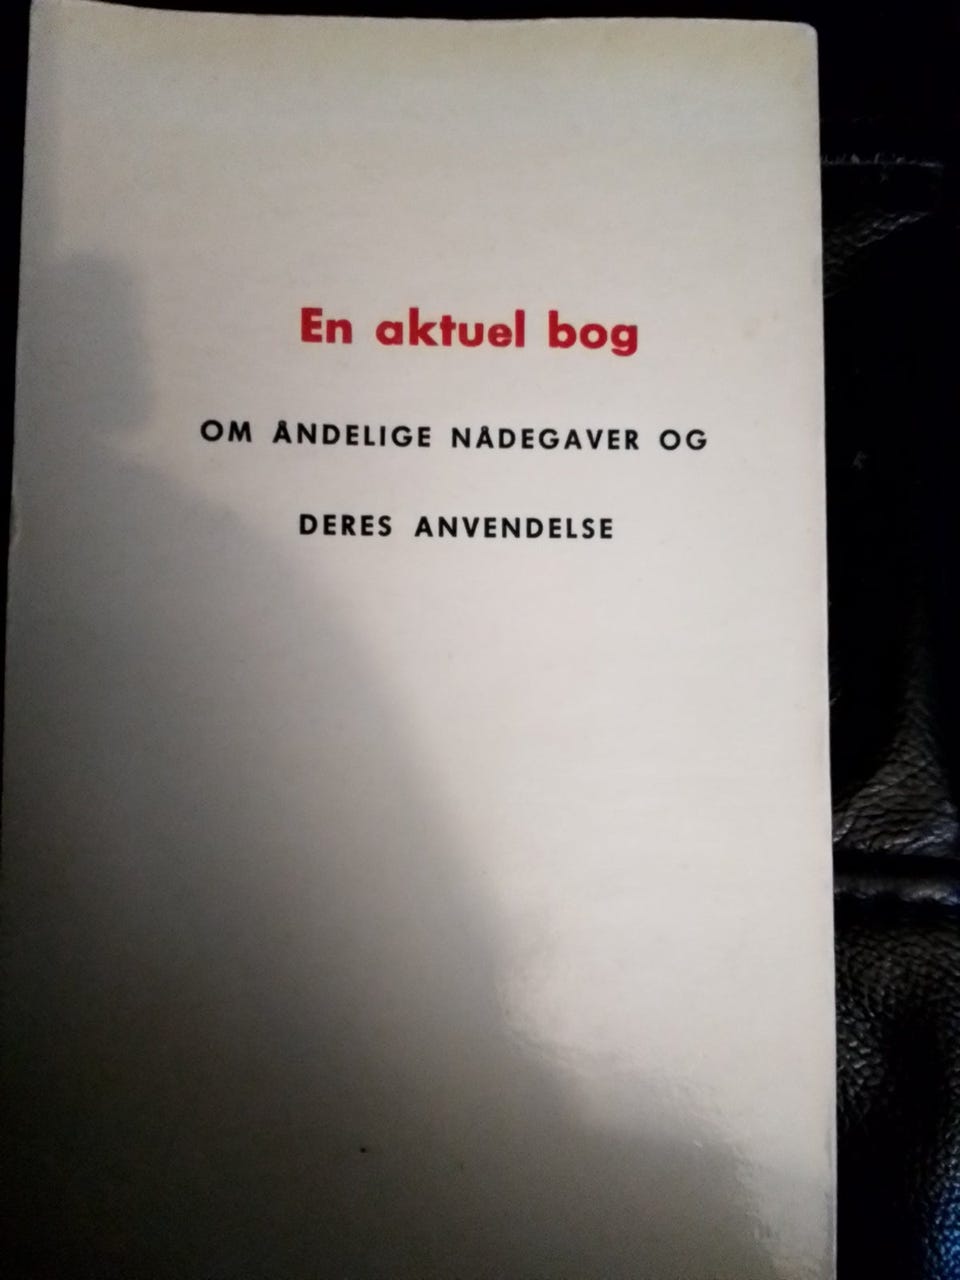 En aktuel bog
OM ÅNDELIGE NÅDEGAVER OG
DERES ANVENDELSE